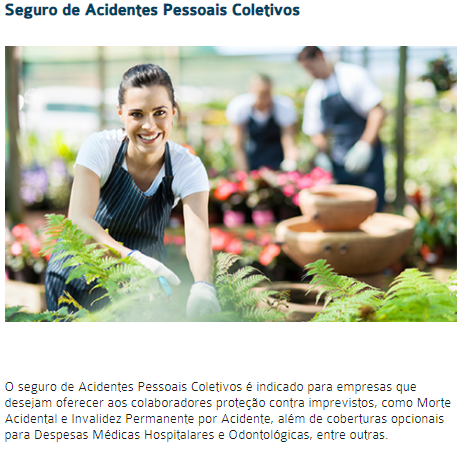 Seguro de Acidentes Pessoais Coletivos
O seguro de Acidentes Pessoais Coletivos é indicado para empresas que
desejam oferecer aos colaboradores proteção contra imprevistos, como Morte
Acidental e Invalidez Permanente por Acidente, além de coberturas opcionais
para Despesas Médicas Hospitalares e Odontológicas, entre outras.